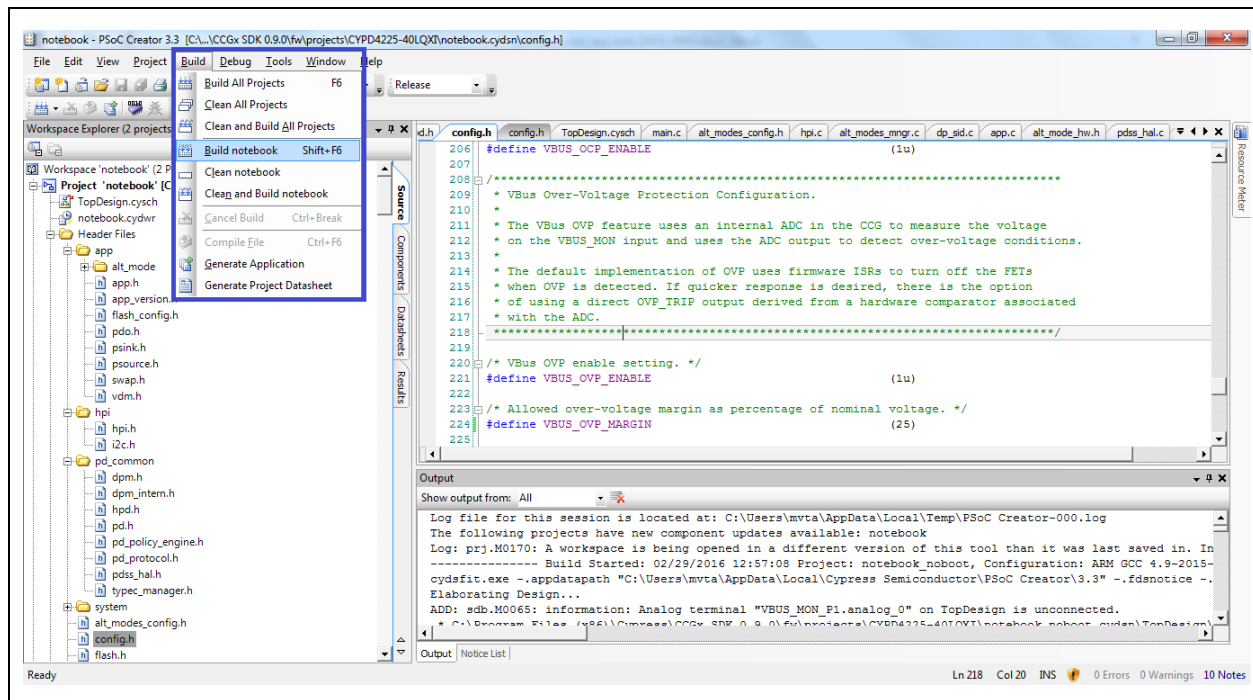 notebook - PSoC Creator 3.3 [C:\...\CCGx SDK 0.9.0\fw\projects\CYPD4225-40LQXI\notebook.cydsn\config.h]
File Edit View Project Build Debug Tools Window Help
Release
Build All Projects F6
Clean All Projects
Clean and Build All Projects
Build notebook Shift+F6
Clean notebook
Clean and Build notebook
Cancel Build Ctrl+Break
Compile File Ctrl+F6
Generate Application
Generate Project Datasheet
Workspace Explorer (2 projects
Workspace 'notebook' (2 P
Project 'notebook' [C
TopDesign.cysch
notebook.cydwr
Header Files
app
alt_mode
app.h
app_version.h
flash_config.h
pdo.h
psink.h
psource.h
swap.h
vdm.h
hpi
hpi.h
i2c.h
pd_common
dpm.h
dpm_intern.h
hpd.h
pd.h
pd_policy_engine.h
pd_protocol.h
pdss_hal.h
typec_manager.h
system
alt_modes_config.h
config.h
flash.h
Source
Components
Datasheets
Results
d.h config.h config.h TopDesign.cysch main.c alt_modes_config.h hpi.c alt_modes_mngr.c dp_sid.c app.c alt_mode_hw.h pdss_hal.c
206 #define VBUS_OCP_ENABLE (1u)
207
208 /******************************************************************************
209 * VBus Over-Voltage Protection Configuration.
210 *
211 * The VBus OVP feature uses an internal ADC in the CCG to measure the voltage
212 * on the VBUS_MON input and uses the ADC output to detect over-voltage conditions.
213 *
214 * The default implementation of OVP uses firmware ISRs to turn off the FETs
215 * when OVP is detected. If quicker response is desired, there is the option
216 * of using a direct OVP_TRIP output derived from a hardware comparator associated
217 * with the ADC.
218 ******************************************************************************/
219
220 /* VBus OVP enable setting. */
221 #define VBUS_OVP_ENABLE (1u)
222
223 /* Allowed over-voltage margin as percentage of nominal voltage. */
224 #define VBUS_OVP_MARGIN (25)
225
Resource Meter
Output
Show output from: All
Log file for this session is located at: C:\Users\mvta\AppData\Local\Temp\PSoC Creator-000.log
The following projects have new component updates available: notebook
Log: prj.M0170: A workspace is being opened in a different version of this tool than it was last saved in. In
--------------- Build Started: 02/29/2016 12:57:08 Project: notebook_noboot, Configuration: ARM GCC 4.9-2015-
cydsfit.exe -.appdatapath "C:\Users\mvta\AppData\Local\Cypress Semiconductor\PSoC Creator\3.3" -.fdsnotice -.
Elaborating Design...
ADD: sdb.M0065: information: Analog terminal "VBUS_MON_P1.analog_0" on TopDesign is unconnected.
* C:\Program Files (x86)\Cypress\CCGx SDK 0.9.0\fw\projects\CYPD4225-40LQXI\notebook_noboot.cydsn\TopDesign\
Output Notice List
Ready Ln 218 Col 20 INS 0 Errors 0 Warnings 10 Notes